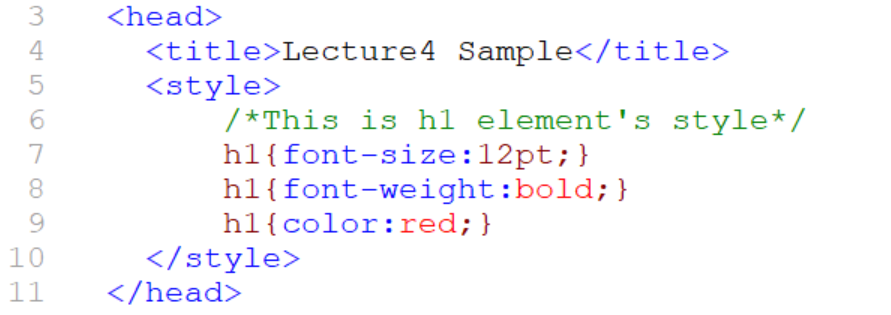 3 <head>
4 <title>Lecture4 Sample</title>
5 <style>
6 /*This is h1 element's style*/
7 h1{font-size:12pt;}
8 h1{font-weight:bold;}
9 h1{color:red;}
10 </style>
11 </head>